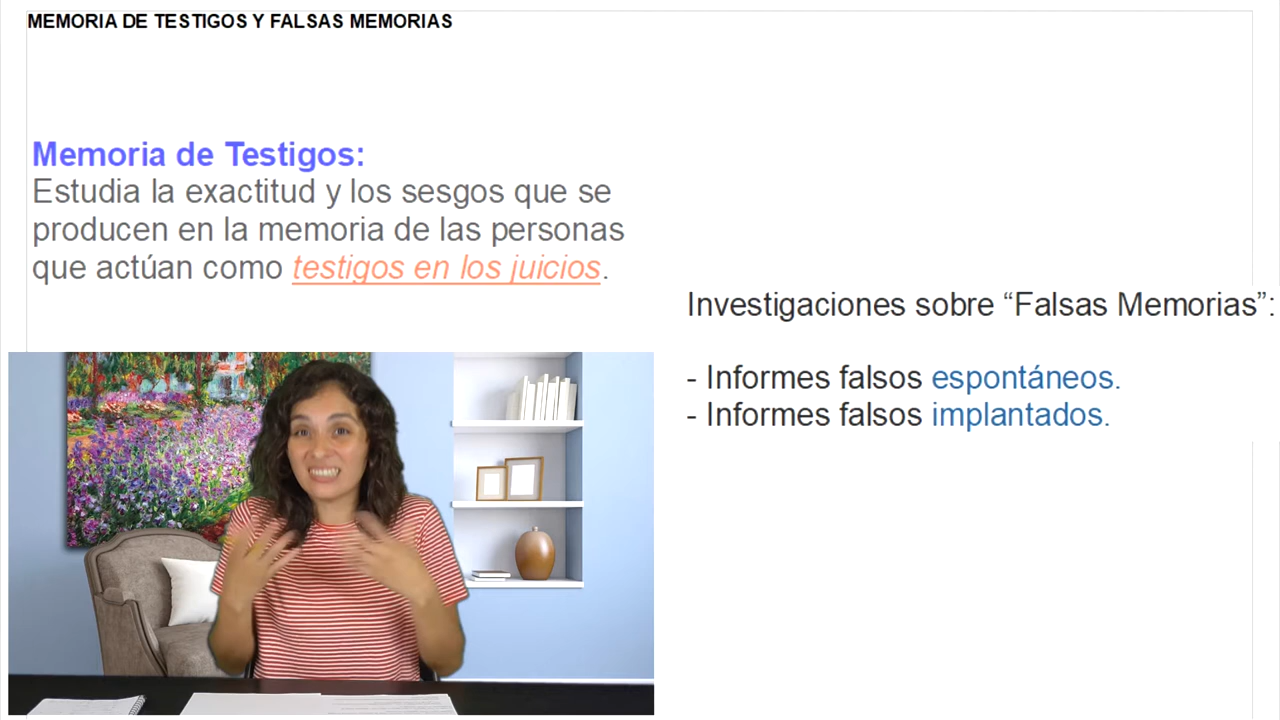 MEMORIA DE TESTIGOS Y FALSAS MEMORIAS
Memoria de Testigos:
Estudia la exactitud y los sesgos que se
producen en la memoria de las personas
que actúan como testigos en los juicios.
Investigaciones sobre “Falsas Memorias”:
- Informes falsos espontáneos.
- Informes falsos implantados.